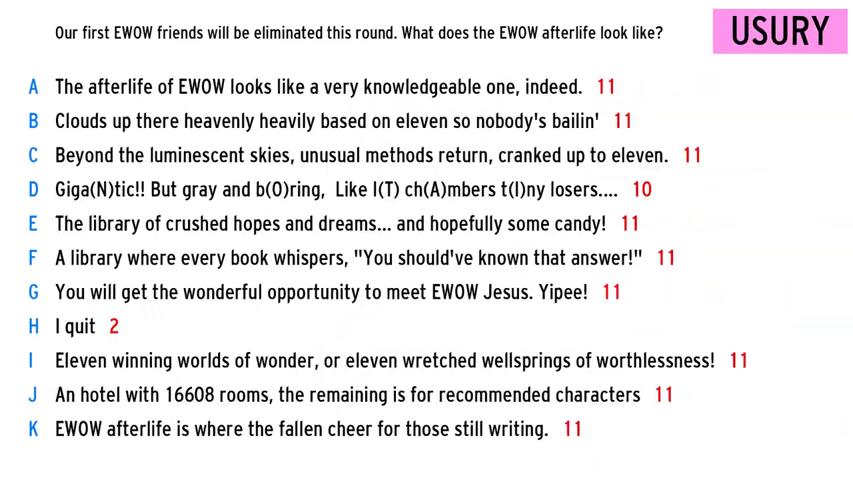 Our first EWOW friends will be eliminated this round. What does the EWOW afterlife look like?
USURY
A The afterlife of EWOW looks like a very knowledgeable one, indeed. 11
B Clouds up there heavenly heavily based on eleven so nobody's bailin' 11
C Beyond the luminescent skies, unusual methods return, cranked up to eleven. 11
D Giga(N)tic!! But gray and b(O)ring, Like I(T) ch(A)mbers t(I)ny losers.... 10
E The library of crushed hopes and dreams... and hopefully some candy! 11
F A library where every book whispers, "You should've known that answer!" 11
G You will get the wonderful opportunity to meet EWOW Jesus. Yipee! 11
H I quit 2
I Eleven winning worlds of wonder, or eleven wretched wellsprings of worthlessness! 11
J An hotel with 16608 rooms, the remaining is for recommended characters 11
K EWOW afterlife is where the fallen cheer for those still writing. 11